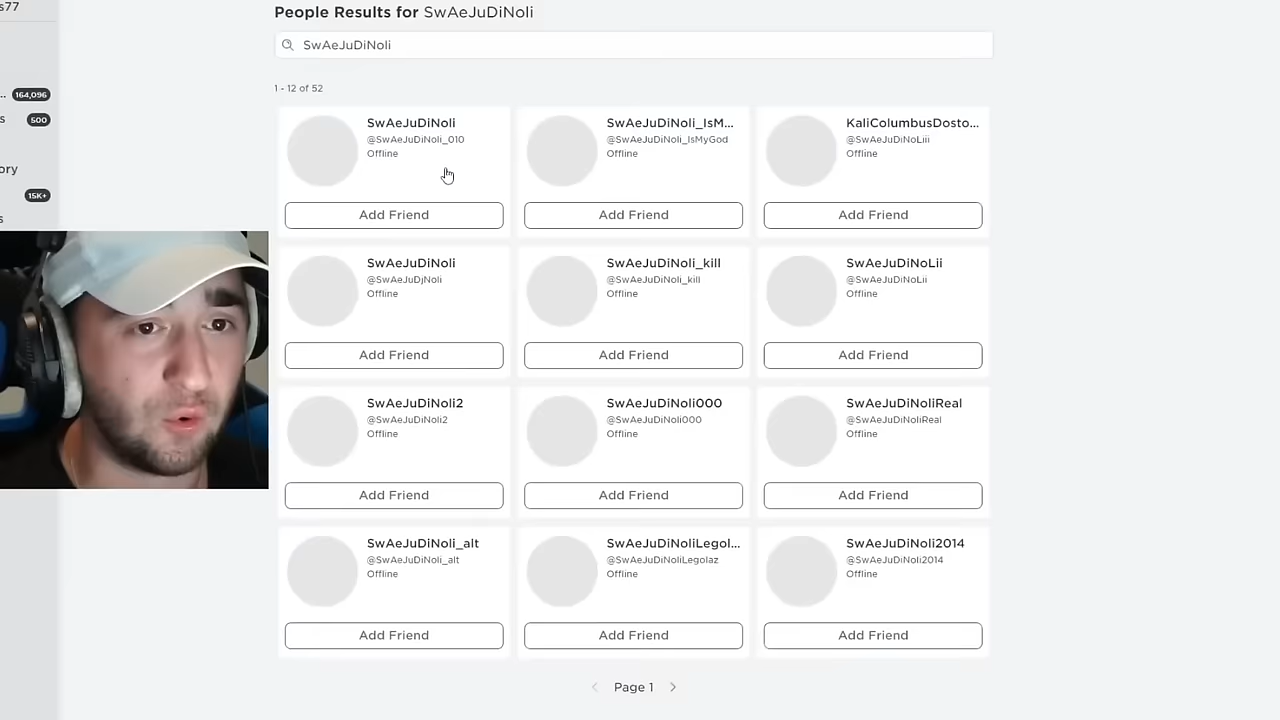 s77
People Results for SwAeJuDiNoli
SwAeJuDiNoli
.. 164,096
1 - 12 of 52
s 500
SwAeJuDiNoli
@SwAeJuDiNoli_010
Offline
Add Friend
SwAeJuDiNoli_IsM...
@SwAeJuDiNoli_IsMyGod
Offline
Add Friend
KaliColumbusDosto...
@SwAeJuDiNoLiii
Offline
Add Friend
ory
15K+
s
SwAeJuDiNoli
@SwAeJuDjNoli
Offline
Add Friend
SwAeJuDiNoli_kill
@SwAeJuDiNoli_kill
Offline
Add Friend
SwAeJuDiNoLii
@SwAeJuDiNoLii
Offline
Add Friend
SwAeJuDiNoli2
@SwAeJuDiNoli2
Offline
Add Friend
SwAeJuDiNoli000
@SwAeJuDiNoli000
Offline
Add Friend
SwAeJuDiNoliReal
@SwAeJuDiNoliReal
Offline
Add Friend
SwAeJuDiNoli_alt
@SwAeJuDiNoli_alt
Offline
Add Friend
SwAeJuDiNoliLegol...
@SwAeJuDiNoliLegolaz
Offline
Add Friend
SwAeJuDiNoli2014
@SwAeJuDiNoli2014
Offline
Add Friend
Page 1